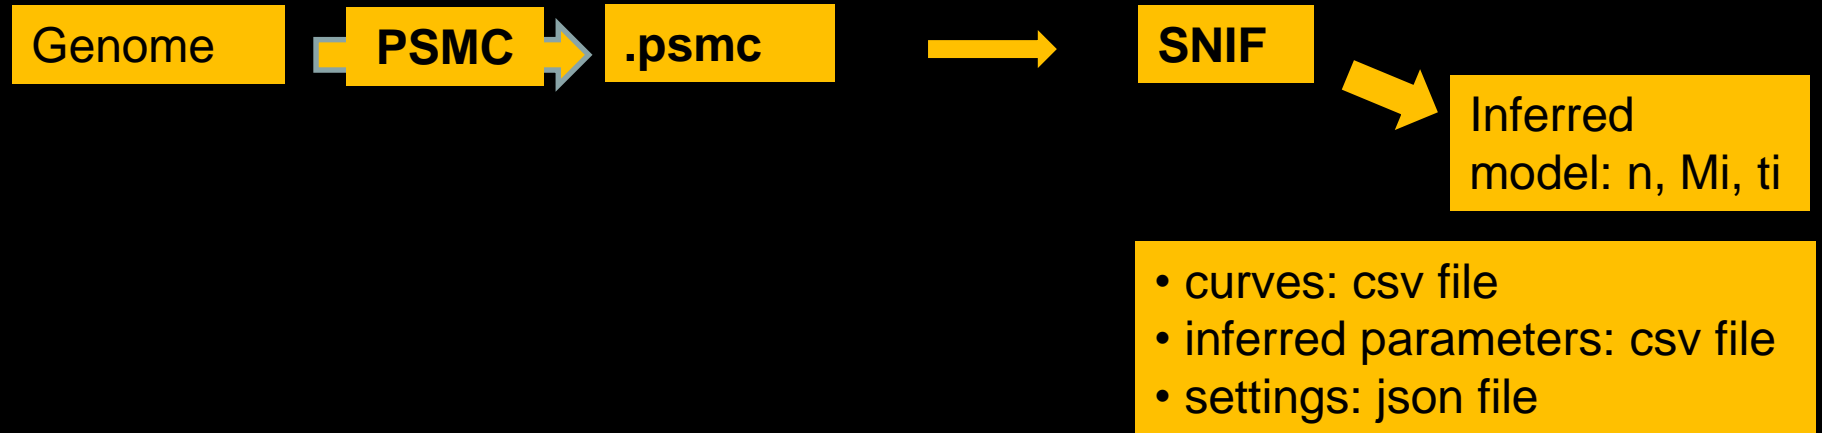 Genome
PSMC
.psmc
SNIF
Inferred
model: n, Mi, ti
• curves: csv file
• inferred parameters: csv file
• settings: json file